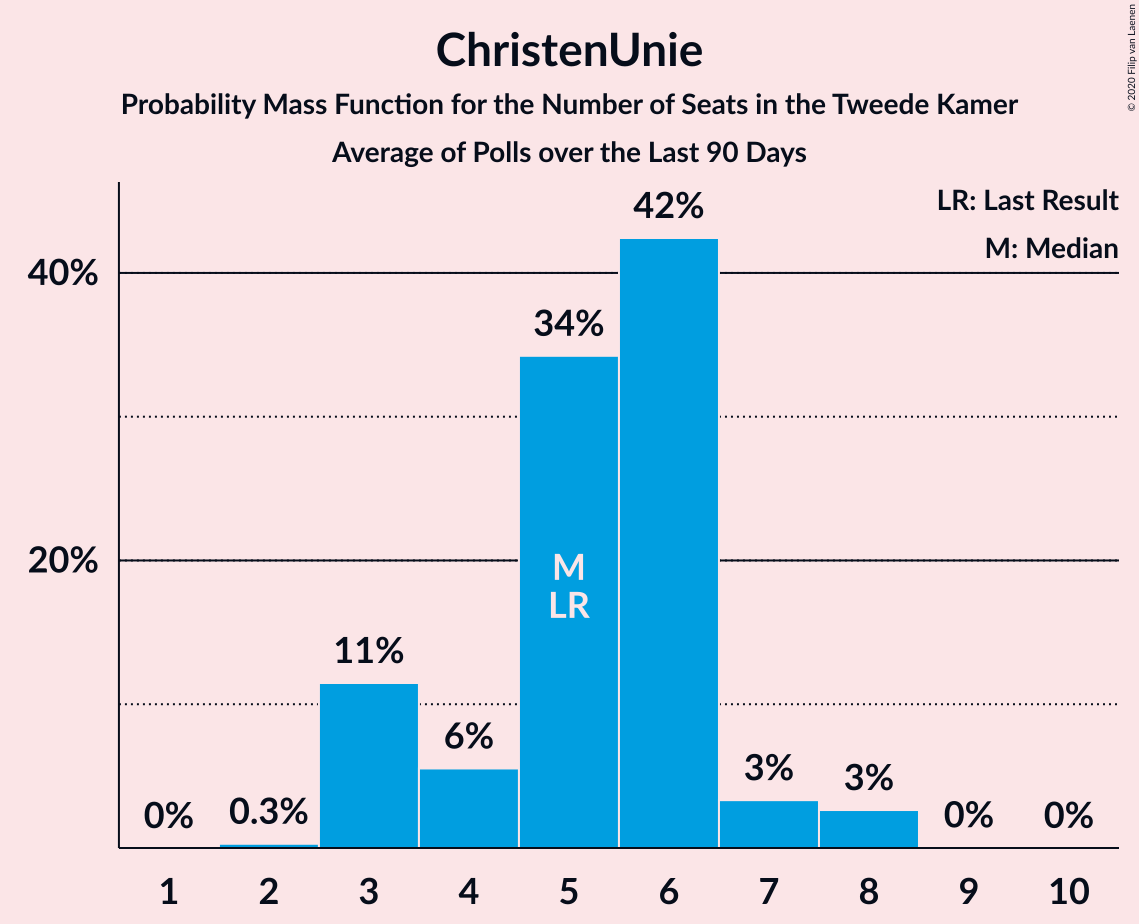 ChristenUnie
Probability Mass Function for the Number of Seats in the Tweede Kamer
Average of Polls over the Last 90 Days
© 2020 Filip van Laenen
LR: Last Result
M: Median
42%
40%
34%
20%
M
LR
11%
6%
3%
3%
0%
0.3%
0%
0%
1 2 3 4 5 6 7 8 9 10